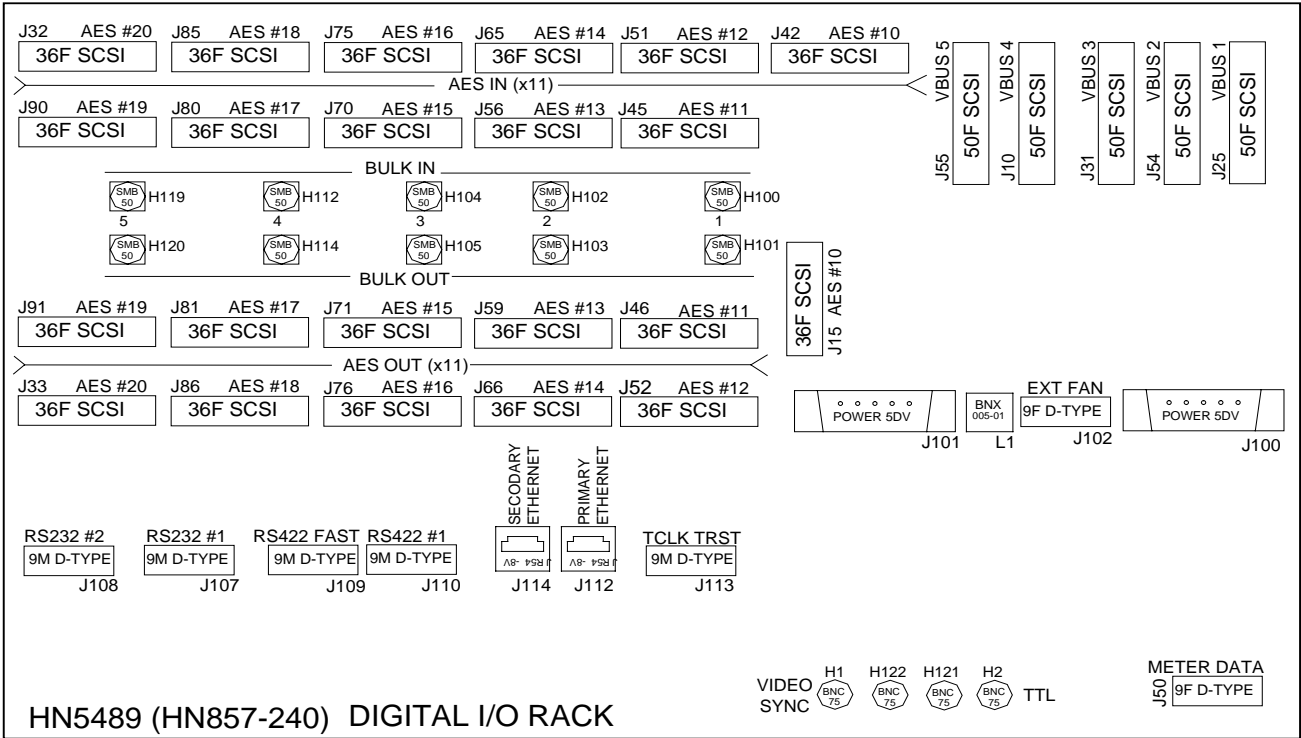 J32 AES #20 J85 AES #18 J75 AES #16 J65 AES #14 J51 AES #12 J42 AES #10
36F SCSI 36F SCSI 36F SCSI 36F SCSI 36F SCSI 36F SCSI
AES IN (x11)
J90 AES #19 J80 AES #17 J70 AES #15 J56 AES #13 J45 AES #11
36F SCSI 36F SCSI 36F SCSI 36F SCSI 36F SCSI
J55 VBUS 5
50F SCSI
J10 VBUS 4
50F SCSI
J31 VBUS 3
50F SCSI
J54 VBUS 2
50F SCSI
J25 VBUS 1
50F SCSI
BULK IN
SMB 50 H119 SMB 50 H112 SMB 50 H104 SMB 50 H102 SMB 50 H100
5 4 3 2 1
SMB 50 H120 SMB 50 H114 SMB 50 H105 SMB 50 H103 SMB 50 H101
BULK OUT
36F SCSI
J15 AES #10
J91 AES #19 J81 AES #17 J71 AES #15 J59 AES #13 J46 AES #11
36F SCSI 36F SCSI 36F SCSI 36F SCSI 36F SCSI
AES OUT (x11)
J33 AES #20 J86 AES #18 J76 AES #16 J66 AES #14 J52 AES #12
36F SCSI 36F SCSI 36F SCSI 36F SCSI 36F SCSI
EXT FAN
POWER 5DV BNX 005-01 9F D-TYPE POWER 5DV
J101 L1 J102 J100
SECODARY
ETHERNET
PRIMARY
ETHERNET
RS232 #2 RS232 #1 RS422 FAST RS422 #1 TCLK TRST
9M D-TYPE 9M D-TYPE 9M D-TYPE 9M D-TYPE JR54 -8V JR54 -8V 9M D-TYPE
J108 J107 J109 J110 J114 J112 J113
H1 H122 H121 H2
VIDEO
SYNC
BNC 75 BNC 75 BNC 75 BNC 75 TTL
METER DATA
J50 9F D-TYPE
HN5489 (HN857-240) DIGITAL I/O RACK